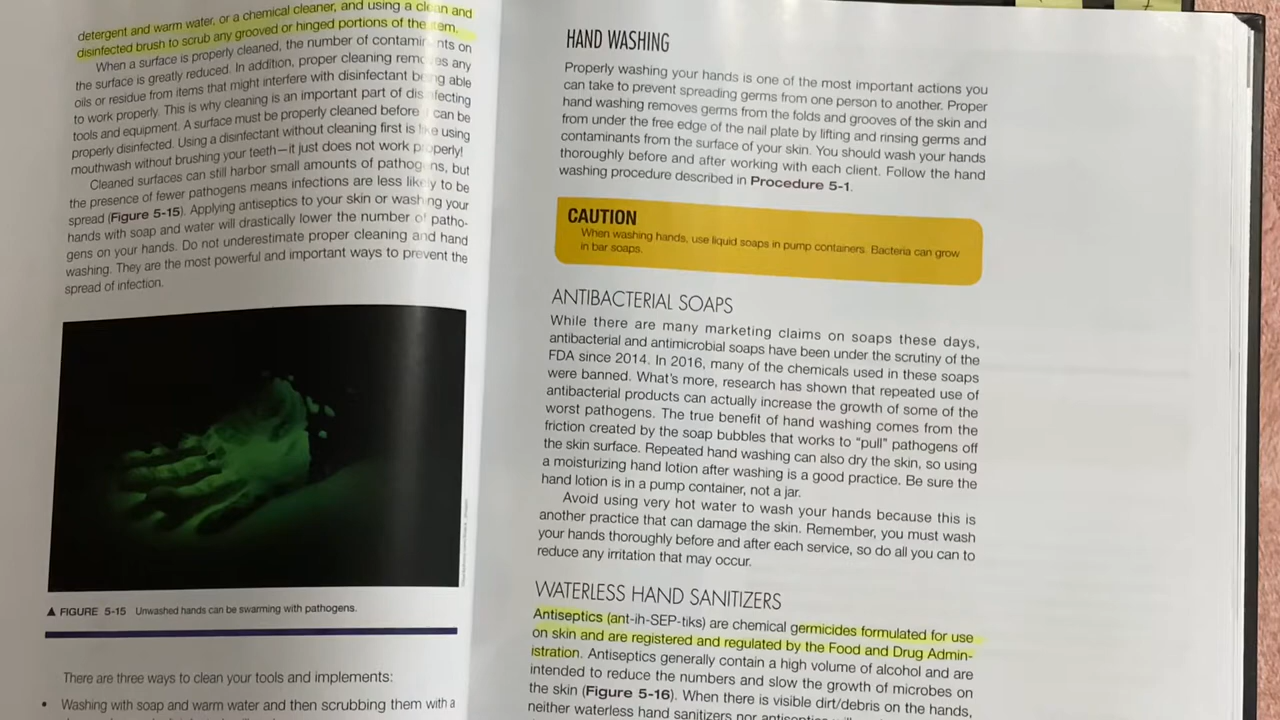 detergent and warm water, or a chemical cleaner, and using a clean and
disinfected brush to scrub any grooved or hinged portions of the item.
When a surface is properly cleaned, the number of contaminants on
the surface is greatly reduced. In addition, proper cleaning removes any
oils or residue from items that might interfere with disinfectant being able
to work properly. This is why cleaning is an important part of disinfecting
tools and equipment. A surface must be properly cleaned before it can be
properly disinfected. Using a disinfectant without cleaning first is like using
mouthwash without brushing your teeth—it just does not work properly!
Cleaned surfaces can still harbor small amounts of pathogens, but
the presence of fewer pathogens means infections are less likely to be
spread (Figure 5-15). Applying antiseptics to your skin or washing your
hands with soap and water will drastically lower the number of patho-
gens on your hands. Do not underestimate proper cleaning and hand
washing. They are the most powerful and important ways to prevent the
spread of infection.
▲ FIGURE 5-15 Unwashed hands can be swarming with pathogens.
There are three ways to clean your tools and implements:
• Washing with soap and warm water and then scrubbing them with a
HAND WASHING
Properly washing your hands is one of the most important actions you
can take to prevent spreading germs from one person to another. Proper
hand washing removes germs from the folds and grooves of the skin and
from under the free edge of the nail plate by lifting and rinsing germs and
contaminants from the surface of your skin. You should wash your hands
thoroughly before and after working with each client. Follow the hand
washing procedure described in Procedure 5-1.
CAUTION
When washing hands, use liquid soaps in pump containers. Bacteria can grow
in bar soaps.
ANTIBACTERIAL SOAPS
While there are many marketing claims on soaps these days,
antibacterial and antimicrobial soaps have been under the scrutiny of the
FDA since 2014. In 2016, many of the chemicals used in these soaps
were banned. What's more, research has shown that repeated use of
antibacterial products can actually increase the growth of some of the
worst pathogens. The true benefit of hand washing comes from the
friction created by the soap bubbles that works to "pull" pathogens off
the skin surface. Repeated hand washing can also dry the skin, so using
a moisturizing hand lotion after washing is a good practice. Be sure the
hand lotion is in a pump container, not a jar.
Avoid using very hot water to wash your hands because this is
another practice that can damage the skin. Remember, you must wash
your hands thoroughly before and after each service, so do all you can to
reduce any irritation that may occur.
WATERLESS HAND SANITIZERS
Antiseptics (ant-ih-SEP-tiks) are chemical germicides formulated for use
on skin and are registered and regulated by the Food and Drug Admin-
istration. Antiseptics generally contain a high volume of alcohol and are
intended to reduce the numbers and slow the growth of microbes on
the skin (Figure 5-16). When there is visible dirt/debris on the hands,
neither waterless hand sanitizers nor